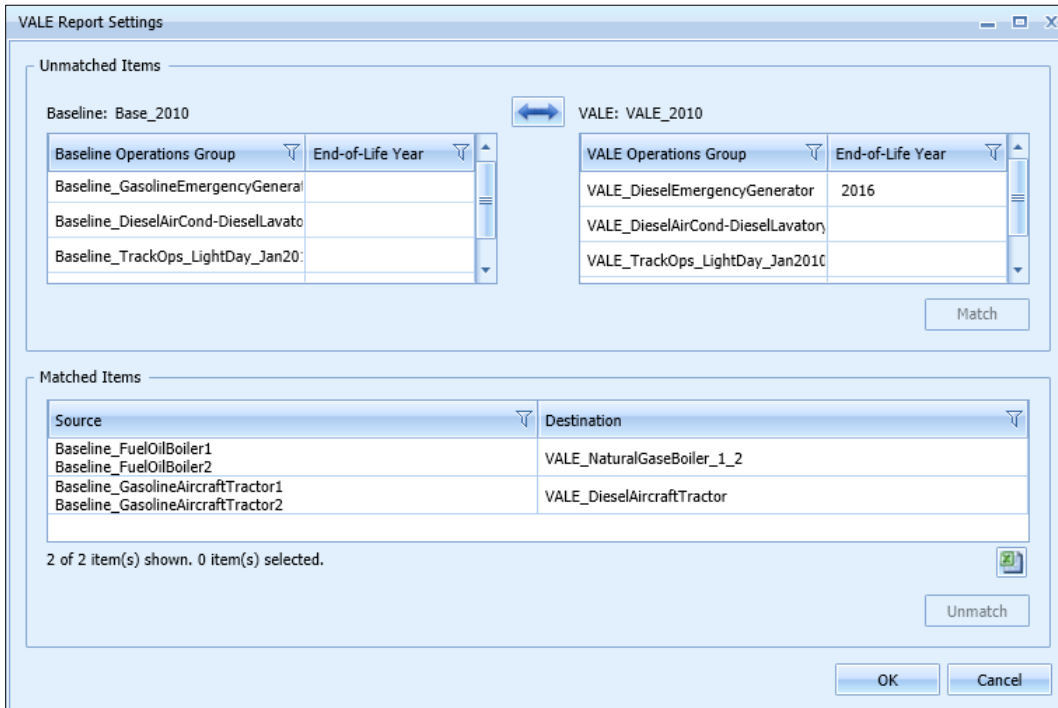 VALE Report Settings
Unmatched Items
Baseline: Base_2010
VALE: VALE_2010
Baseline Operations Group End-of-Life Year
Baseline_GasolineEmergencyGenerat
Baseline_DieselAirCond-DieselLavato
Baseline_TrackOps_LightDay_Jan20
VALE Operations Group End-of-Life Year
VALE_DieselEmergencyGenerator 2016
VALE_DieselAirCond-DieselLavatory
VALE_TrackOps_LightDay_Jan2010
Match
Matched Items
Source Destination
Baseline_FuelOilBoiler1
Baseline_FuelOilBoiler2
VALE_NaturalGaseBoiler_1_2
Baseline_GasolineAircraftTractor1
Baseline_GasolineAircraftTractor2
VALE_DieselAircraftTractor
2 of 2 item(s) shown. 0 item(s) selected.
Unmatch
OK Cancel